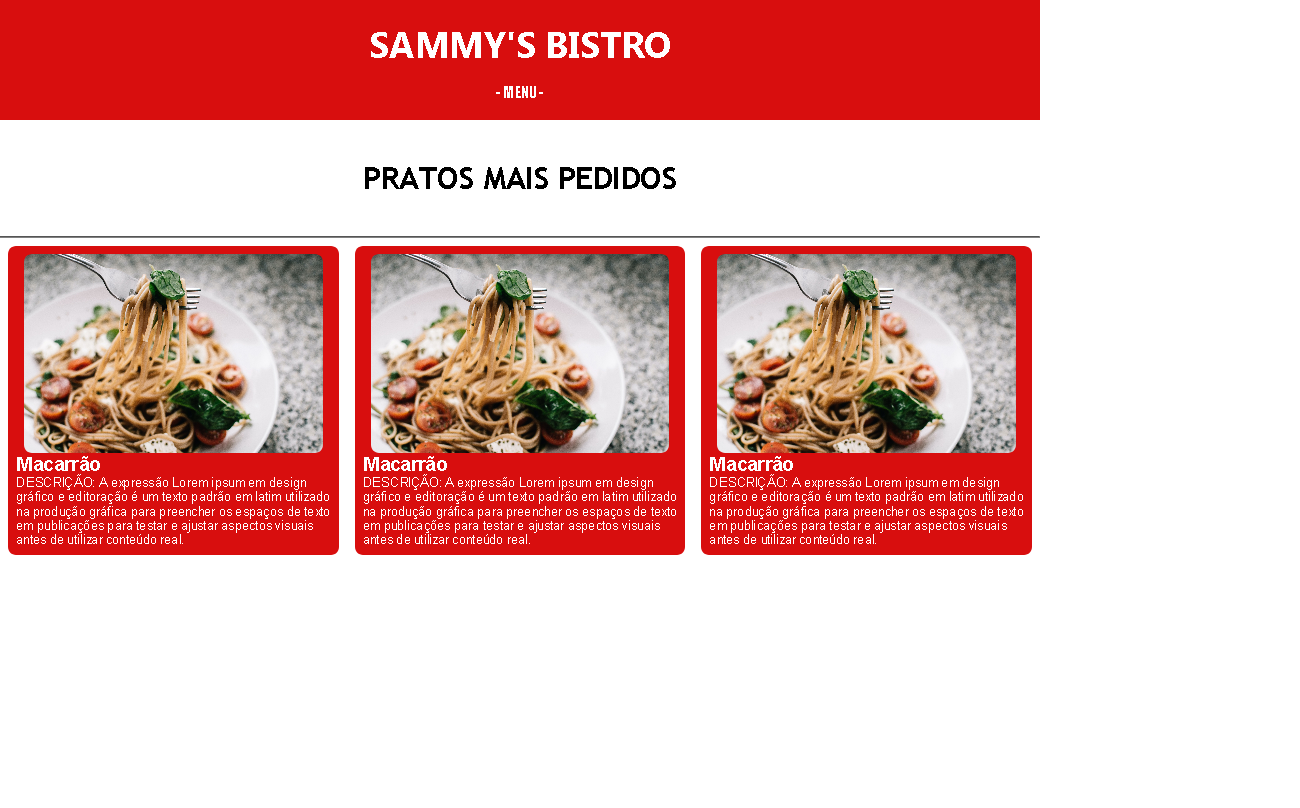 SAMMY'S BISTRO
- MENU -
PRATOS MAIS PEDIDOS
Macarrão
DESCRIÇÃO: A expressão Lorem ipsum em design
gráfico e editoração é um texto padrão em latim utilizado
na produção gráfica para preencher os espaços de texto
em publicações para testar e ajustar aspectos visuais
antes de utilizar conteúdo real.
Macarrão
DESCRIÇÃO: A expressão Lorem ipsum em design
gráfico e editoração é um texto padrão em latim utilizado
na produção gráfica para preencher os espaços de texto
em publicações para testar e ajustar aspectos visuais
antes de utilizar conteúdo real.
Macarrão
DESCRIÇÃO: A expressão Lorem ipsum em design
gráfico e editoração é um texto padrão em latim utilizado
na produção gráfica para preencher os espaços de texto
em publicações para testar e ajustar aspectos visuais
antes de utilizar conteúdo real.